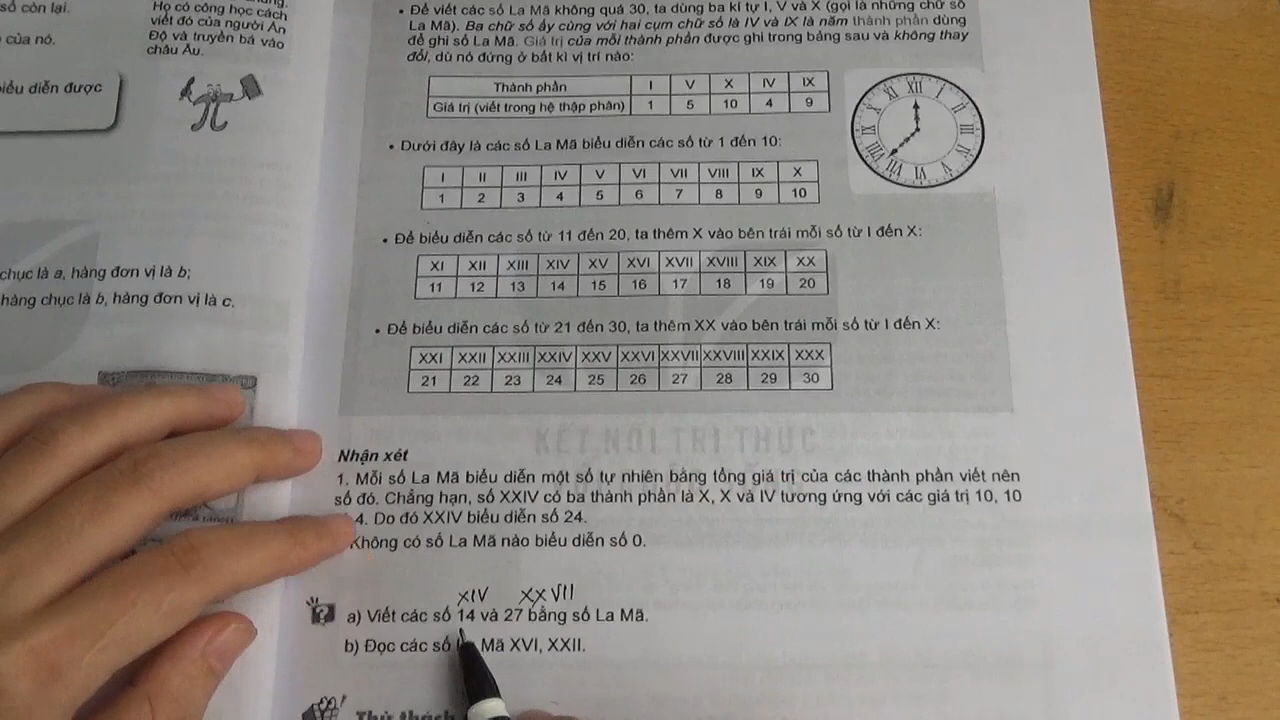 số còn lại.
của nó.
Họ có công học cách
viết đó của người Ấn
Độ và truyền bá vào
châu Âu.
biểu diễn được
chục là a, hàng đơn vị là b;
hàng chục là b, hàng đơn vị là c.
• Để viết các số La Mã không quá 30, ta dùng ba kí tự I, V và X (gọi là những chữ số
La Mã). Ba chữ số ấy cùng với hai cụm chữ số là IV và IX là năm thành phần dùng
để ghi số La Mã. Giá trị của mỗi thành phần được ghi trong bảng sau và không thay
đổi, dù nó đứng ở bất kì vị trí nào:
Thành phần I V X IV IX
Giá trị (viết trong hệ thập phân) 1 5 10 4 9
XII I II III IV V VI VII VIII IX X XI
• Dưới đây là các số La Mã biểu diễn các số từ 1 đến 10:
I II III IV V VI VII VIII IX X
1 2 3 4 5 6 7 8 9 10
• Để biểu diễn các số từ 11 đến 20, ta thêm X vào bên trái mỗi số từ I đến X:
XI XII XIII XIV XV XVI XVII XVIII XIX XX
11 12 13 14 15 16 17 18 19 20
• Để biểu diễn các số từ 21 đến 30, ta thêm XX vào bên trái mỗi số từ I đến X:
XXI XXII XXIII XXIV XXV XXVI XXVII XXVIII XXIX XXX
21 22 23 24 25 26 27 28 29 30
KẾT NỐI TRI THỨC
Nhận xét
1. Mỗi số La Mã biểu diễn một số tự nhiên bằng tổng giá trị của các thành phần viết nên
số đó. Chẳng hạn, số XXIV có ba thành phần là X, X và IV tương ứng với các giá trị 10, 10
4. Do đó XXIV biểu diễn số 24.
Không có số La Mã nào biểu diễn số 0.
XIV XXVII
? a) Viết các số 14 và 27 bằng số La Mã.
b) Đọc các số Mã XVI, XXII.
Thử thách